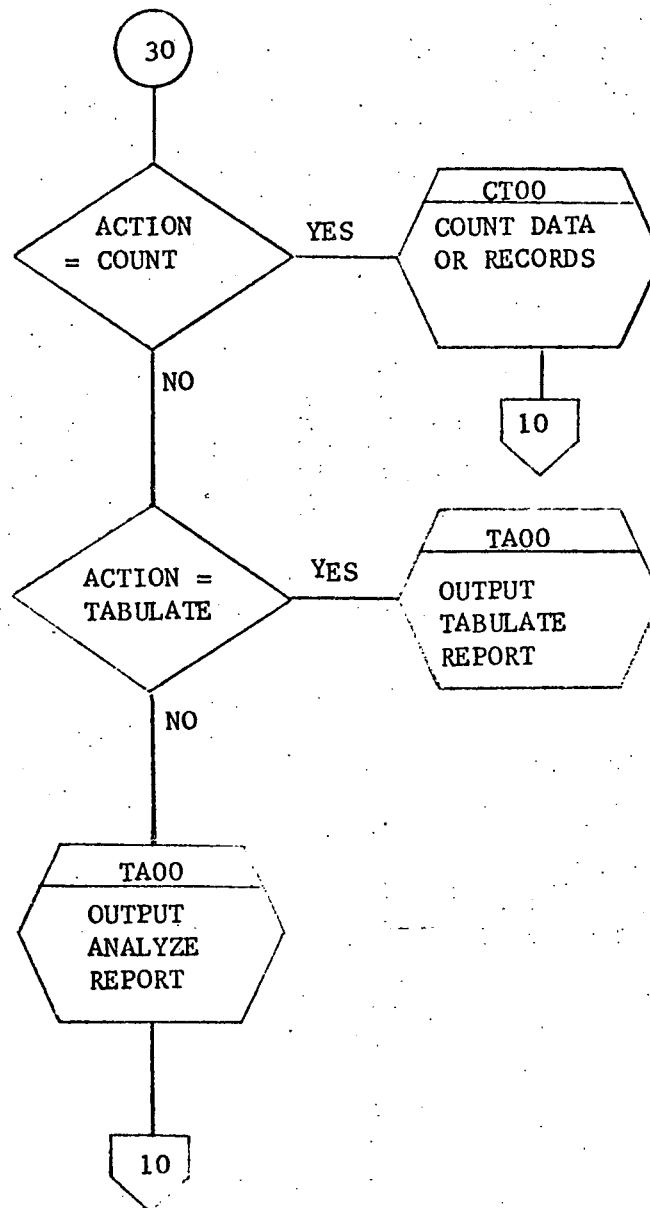 30
ACTION
= COUNT
YES
CT00
COUNT DATA
OR RECORDS
NO
10
ACTION =
TABULATE
YES
TA00
OUTPUT
TABULATE
REPORT
NO
TA00
OUTPUT
ANALYZE
REPORT
10